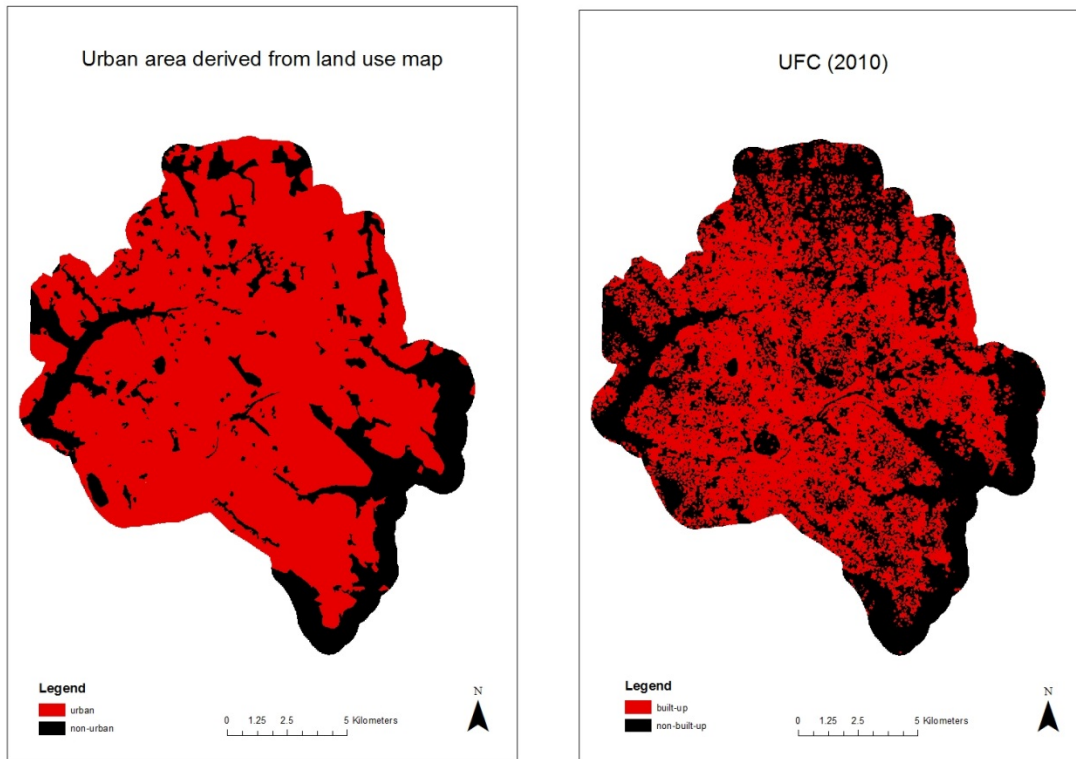 Urban area derived from land use map
Legend
urban
non-urban
0 1.25 2.5 5 Kilometers
N
UFC (2010)
Legend
built-up
non-built-up
0 1.25 2.5 5 Kilometers
N